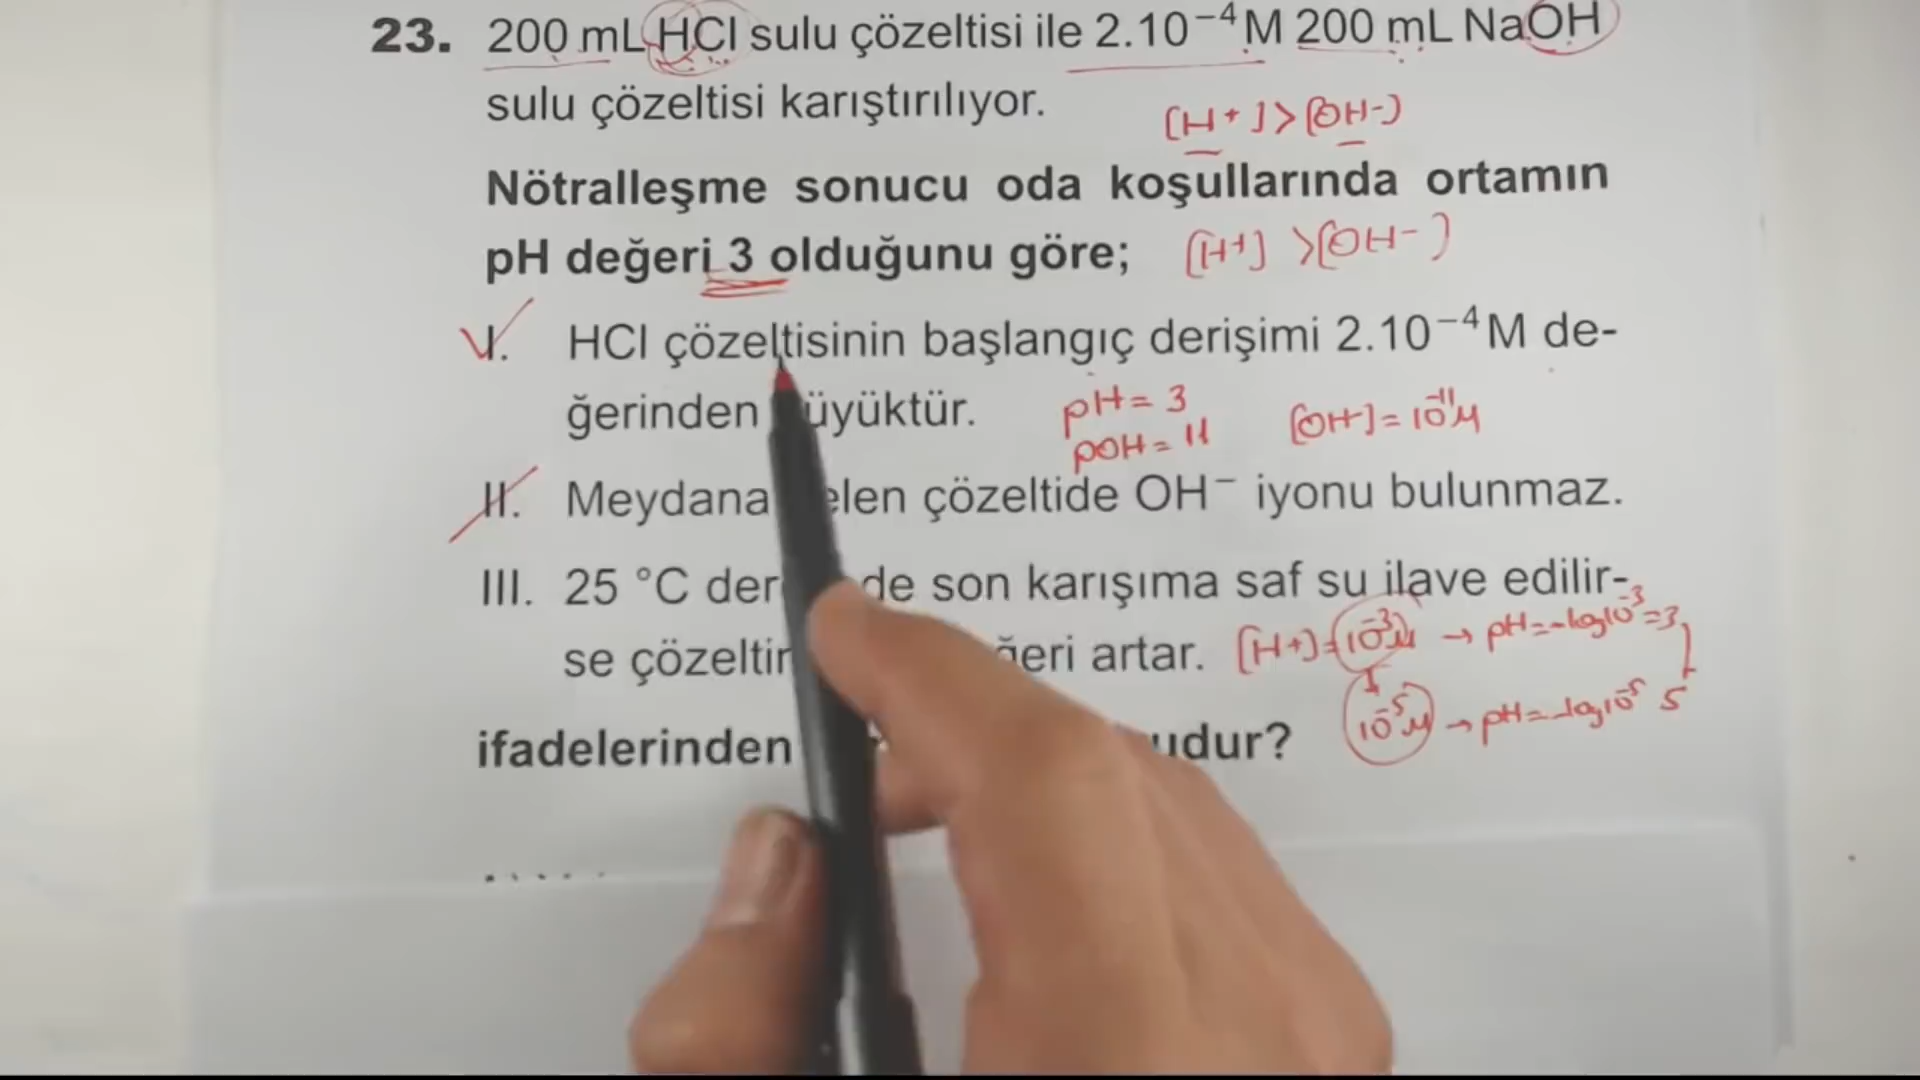 23. 200 mL HCl sulu çözeltisi ile 2.10⁻⁴ M 200 mL NaOH
sulu çözeltisi karıştırılıyor.
[H⁺]>[OH⁻]
Nötralleşme sonucu oda koşullarında ortamın
pH değeri 3 olduğunu göre;
[H⁺] >[OH⁻]
I. HCl çözeltisinin başlangıç derişimi 2.10⁻⁴ M de-
ğerinden üyüktür.
pH = 3
pOH = 11
[OH⁻] = 10⁻¹¹M
II. Meydana elen çözeltide OH⁻ iyonu bulunmaz.
III. 25 °C der de son karışıma saf su ilave edilir-
se çözeltin ğeri artar.
[H⁺] = 10⁻³M → pH = -log10⁻³ = 3
10⁻⁵M → pH = -log10⁻⁵ 5
ifadelerinden udur?